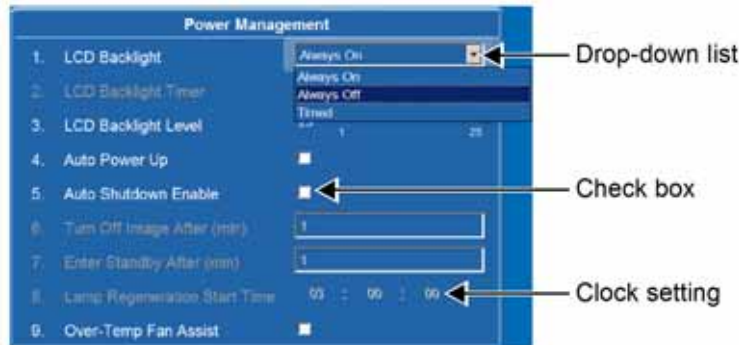 Power Management
1. LCD Backlight Always On Drop-down list
Always On
2. LCD Backlight Timer Always Off
Timed
3. LCD Backlight Level 1 25
4. Auto Power Up
5. Auto Shutdown Enable Check box
6. Turn Off Image After (min) 1
7. Enter Standby After (min) 1
8. Lamp Regeneration Start Time 03 : 00 : 00 Clock setting
9. Over-Temp Fan Assist